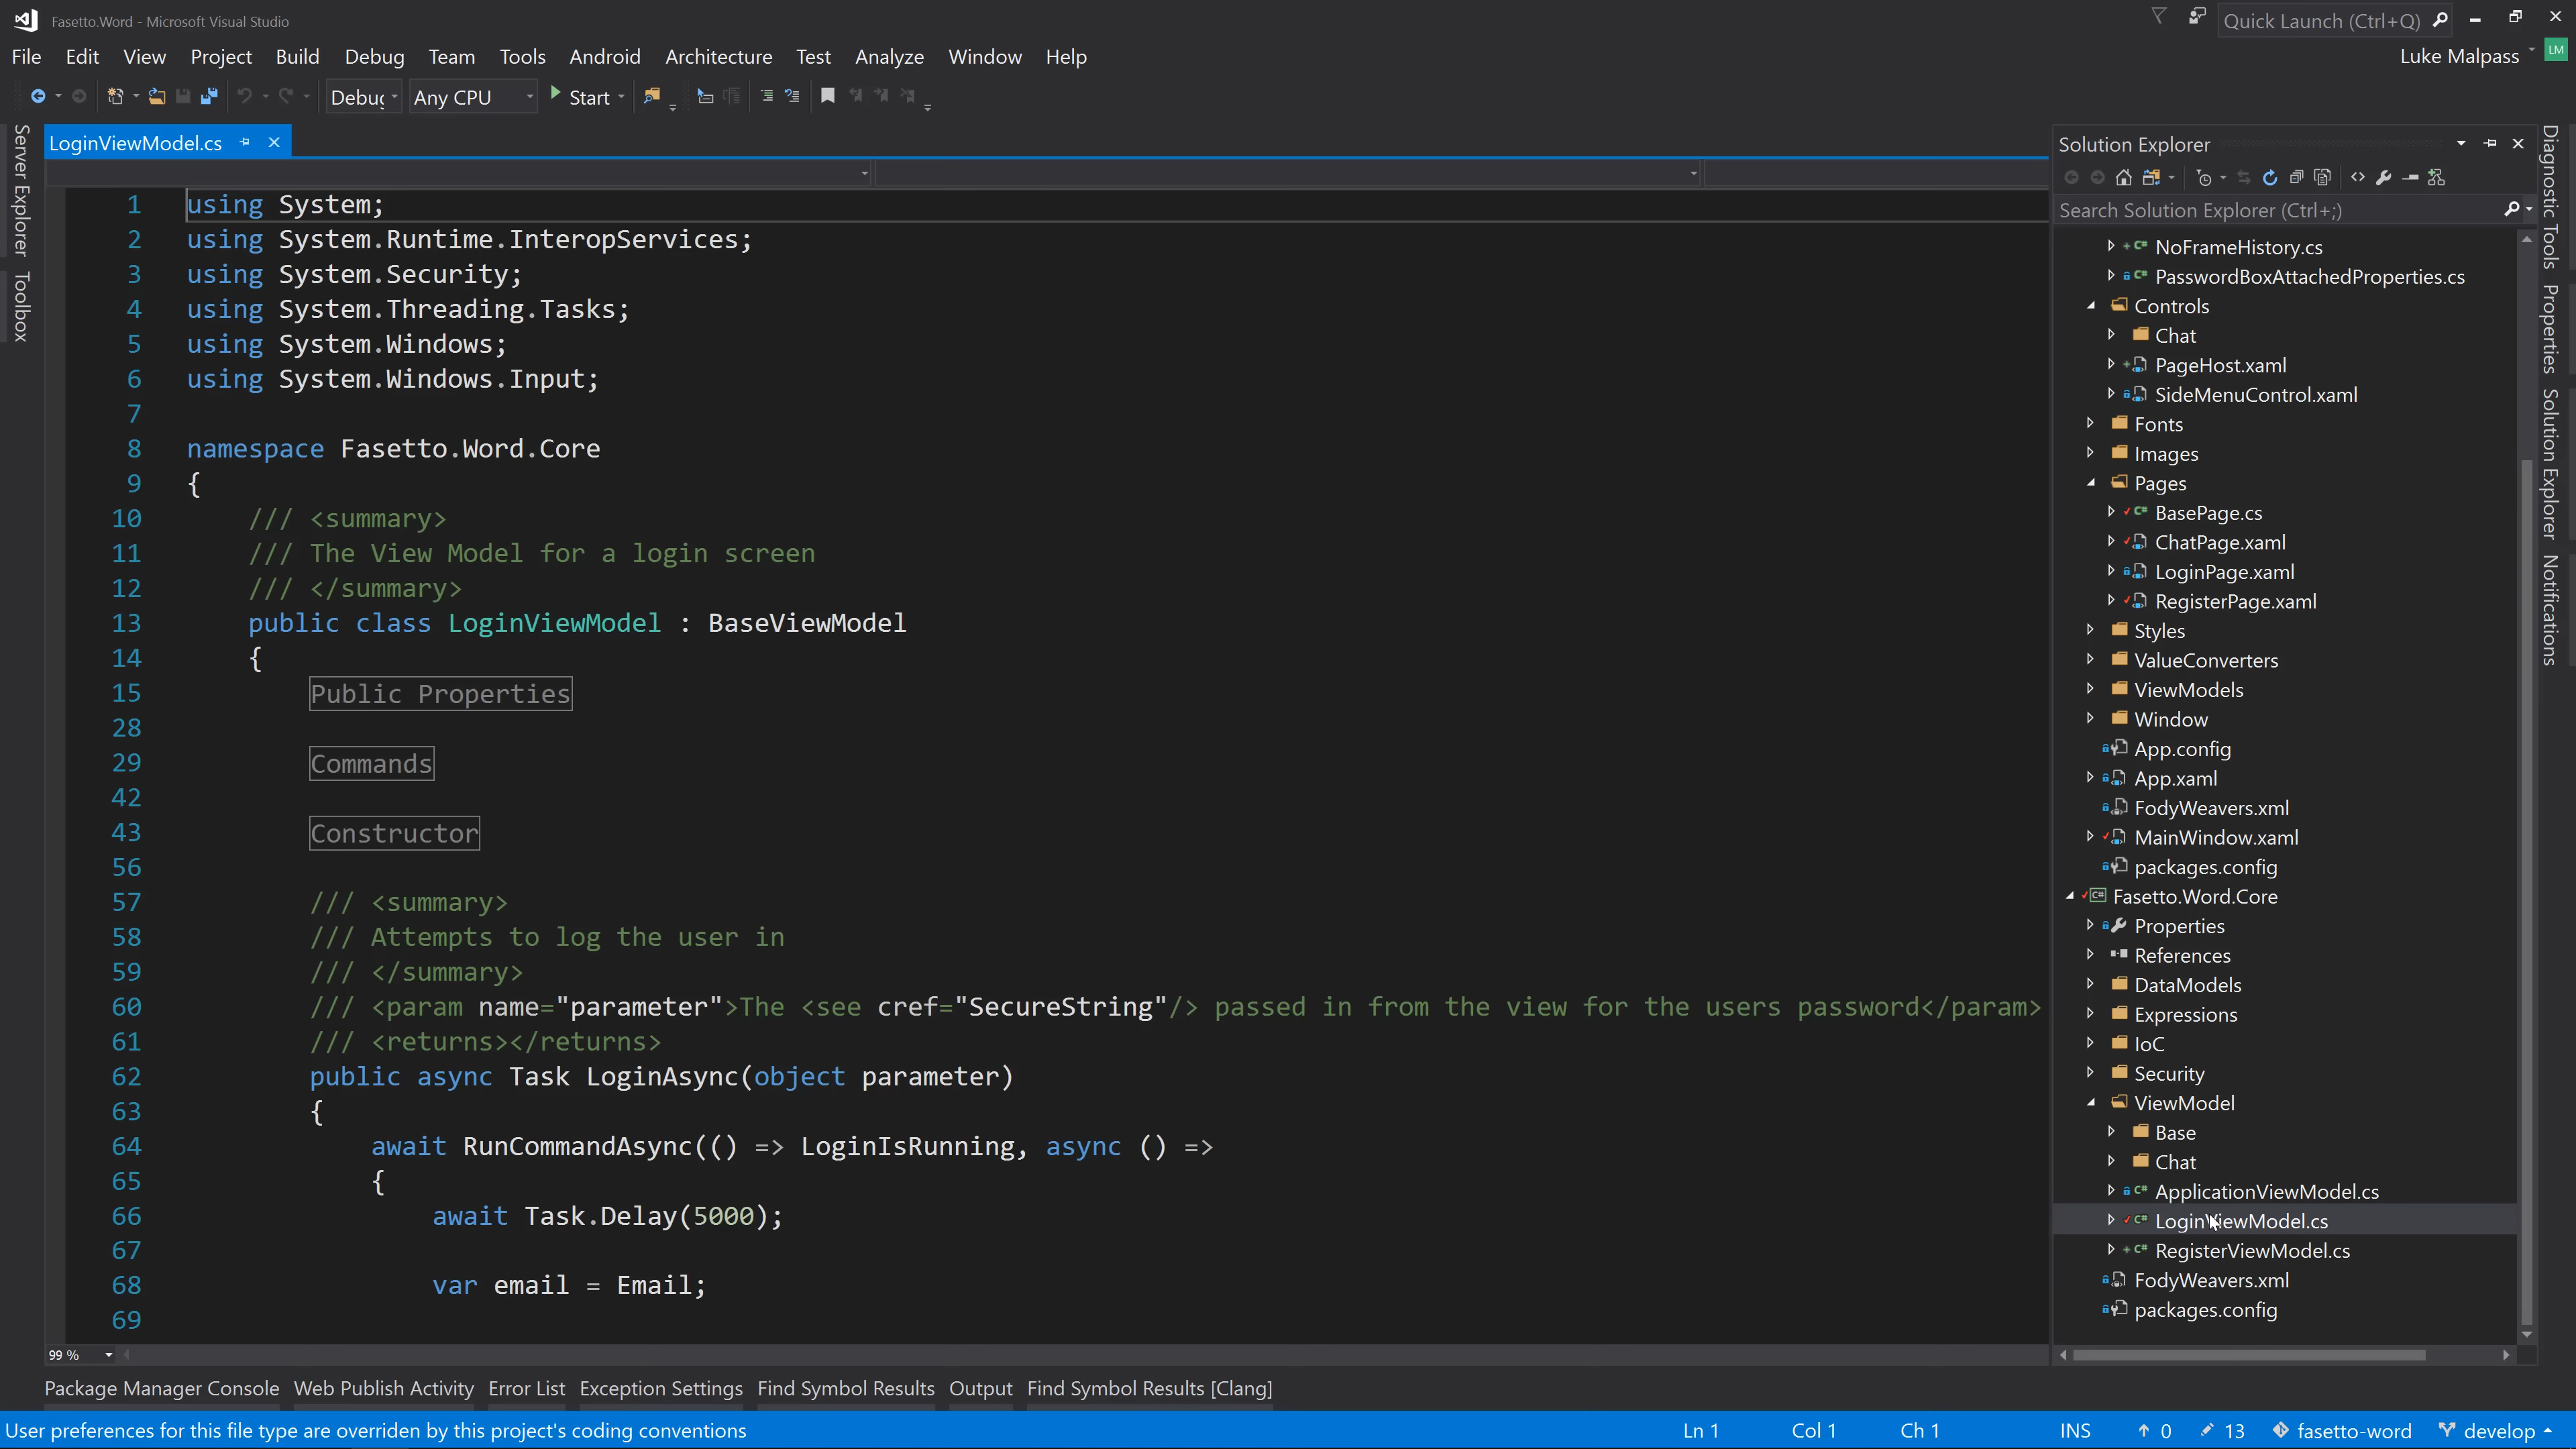 Fasetto.Word - Microsoft Visual Studio
Quick Launch (Ctrl+Q)
File Edit View Project Build Debug Team Tools Android Architecture Test Analyze Window Help
Luke Malpass LM
Debug Any CPU Start
Server Explorer
Toolbox
LoginViewModel.cs
1 using System;
2 using System.Runtime.InteropServices;
3 using System.Security;
4 using System.Threading.Tasks;
5 using System.Windows;
6 using System.Windows.Input;
7
8 namespace Fasetto.Word.Core
9 {
10 /// <summary>
11 /// The View Model for a login screen
12 /// </summary>
13 public class LoginViewModel : BaseViewModel
14 {
15 Public Properties
28
29 Commands
42
43 Constructor
56
57 /// <summary>
58 /// Attempts to log the user in
59 /// </summary>
60 /// <param name="parameter">The <see cref="SecureString"/> passed in from the view for the users password</param>
61 /// <returns></returns>
62 public async Task LoginAsync(object parameter)
63 {
64 await RunCommandAsync(() => LoginIsRunning, async () =>
65 {
66 await Task.Delay(5000);
67
68 var email = Email;
69
99 %
Solution Explorer
Search Solution Explorer (Ctrl+;)
NoFrameHistory.cs
PasswordBoxAttachedProperties.cs
Controls
Chat
PageHost.xaml
SideMenuControl.xaml
Fonts
Images
Pages
BasePage.cs
ChatPage.xaml
LoginPage.xaml
RegisterPage.xaml
Styles
ValueConverters
ViewModels
Window
App.config
App.xaml
FodyWeavers.xml
MainWindow.xaml
packages.config
Fasetto.Word.Core
Properties
References
DataModels
Expressions
IoC
Security
ViewModel
Base
Chat
ApplicationViewModel.cs
LoginViewModel.cs
RegisterViewModel.cs
FodyWeavers.xml
packages.config
Diagnostic Tools
Properties
Solution Explorer
Notifications
Package Manager Console Web Publish Activity Error List Exception Settings Find Symbol Results Output Find Symbol Results [Clang]
User preferences for this file type are overriden by this project's coding conventions Ln 1 Col 1 Ch 1 INS 0 13 fasetto-word develop